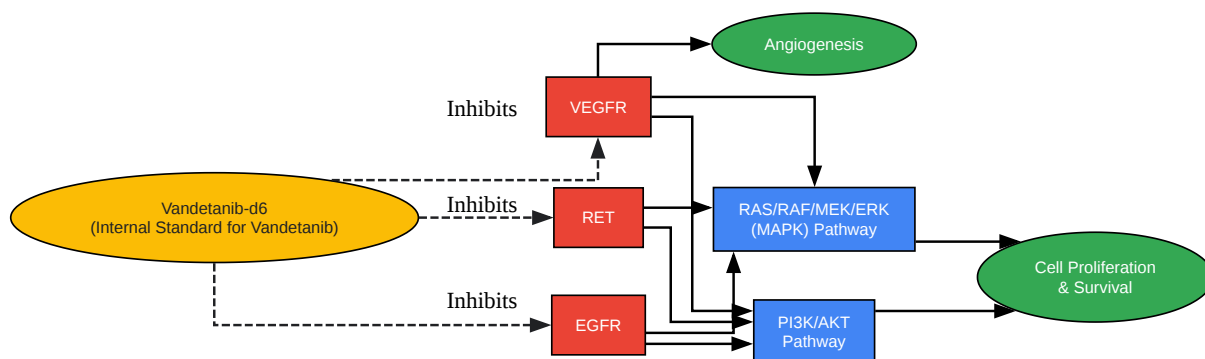 Angiogenesis
Inhibits
VEGFR
Vandetanib-d6
(Internal Standard for Vandetanib)
Inhibits
RET
RAS/RAF/MEK/ERK
(MAPK) Pathway
Cell Proliferation
& Survival
Inhibits
EGFR
PI3K/AKT
Pathway